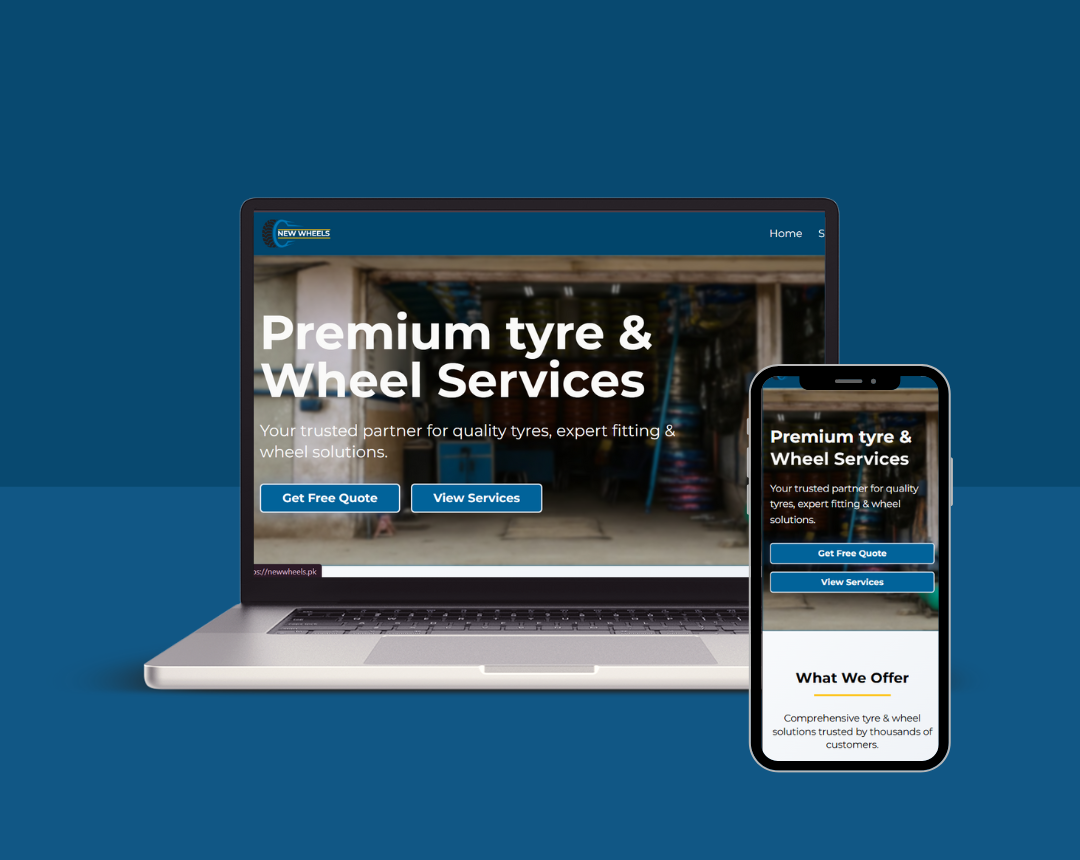 NEW WHEELS
Home S
Premium tyre &
Wheel Services
Your trusted partner for quality tyres, expert fitting &
wheel solutions.
Get Free Quote View Services
ps://newwheels.pk
Premium tyre &
Wheel Services
Your trusted partner for quality
tyres, expert fitting & wheel
solutions.
Get Free Quote
View Services
What We Offer
Comprehensive tyre & wheel
solutions trusted by thousands of
customers.